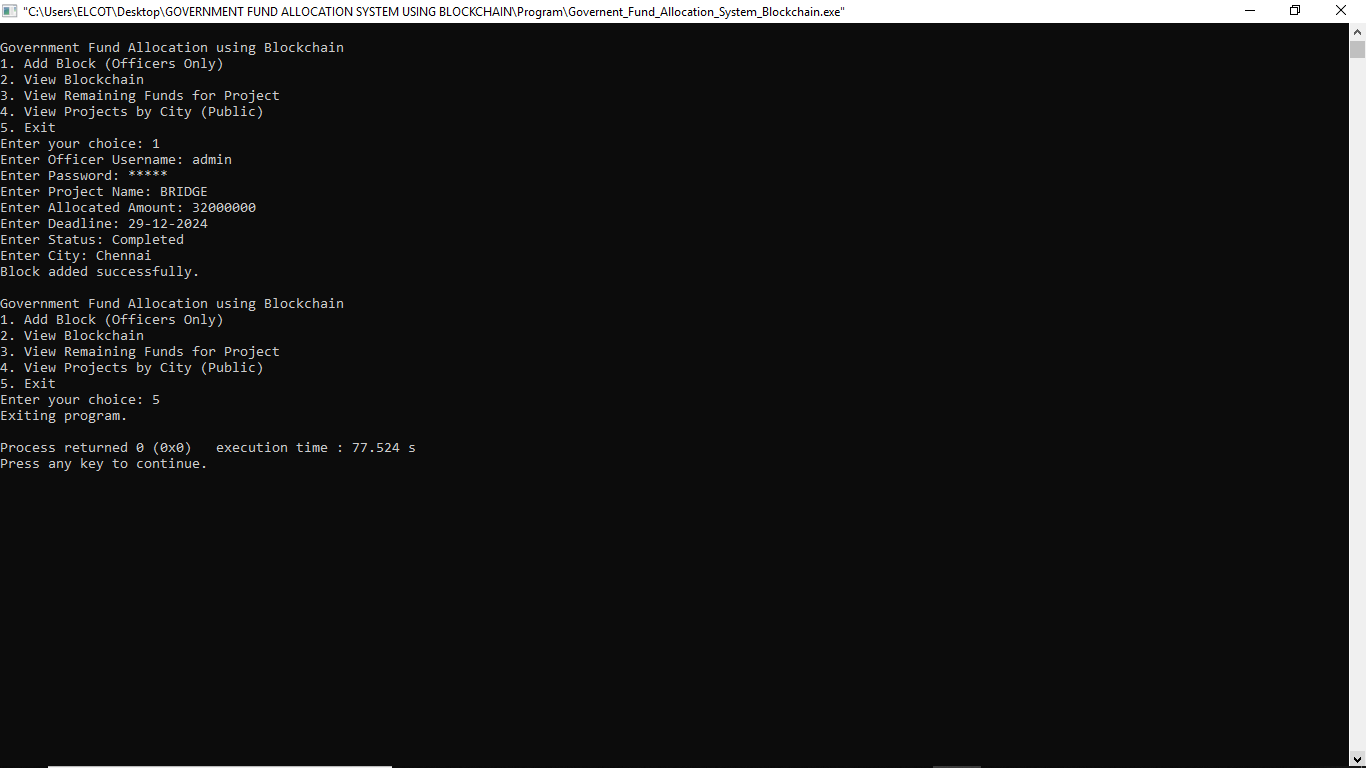 "C:\Users\ELCOT\Desktop\GOVERNMENT FUND ALLOCATION SYSTEM USING BLOCKCHAIN\Program\Governent_Fund_Allocation_System_Blockchain.exe"
Government Fund Allocation using Blockchain
1. Add Block (Officers Only)
2. View Blockchain
3. View Remaining Funds for Project
4. View Projects by City (Public)
5. Exit
Enter your choice: 1
Enter Officer Username: admin
Enter Password: *****
Enter Project Name: BRIDGE
Enter Allocated Amount: 32000000
Enter Deadline: 29-12-2024
Enter Status: Completed
Enter City: Chennai
Block added successfully.
Government Fund Allocation using Blockchain
1. Add Block (Officers Only)
2. View Blockchain
3. View Remaining Funds for Project
4. View Projects by City (Public)
5. Exit
Enter your choice: 5
Exiting program.
Process returned 0 (0x0)   execution time : 77.524 s
Press any key to continue.